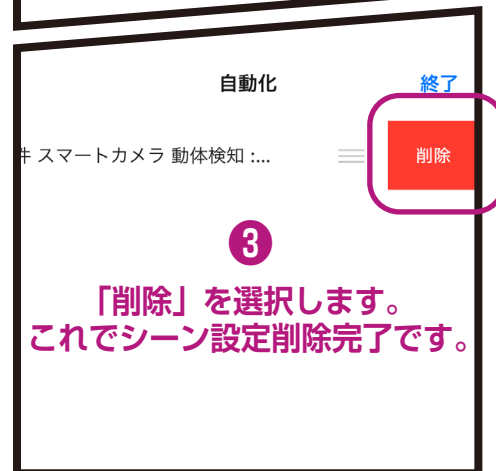 自動化
終了
スマートカメラ 動体検知 :...
削除
❸
「削除」を選択します。
これでシーン設定削除完了です。